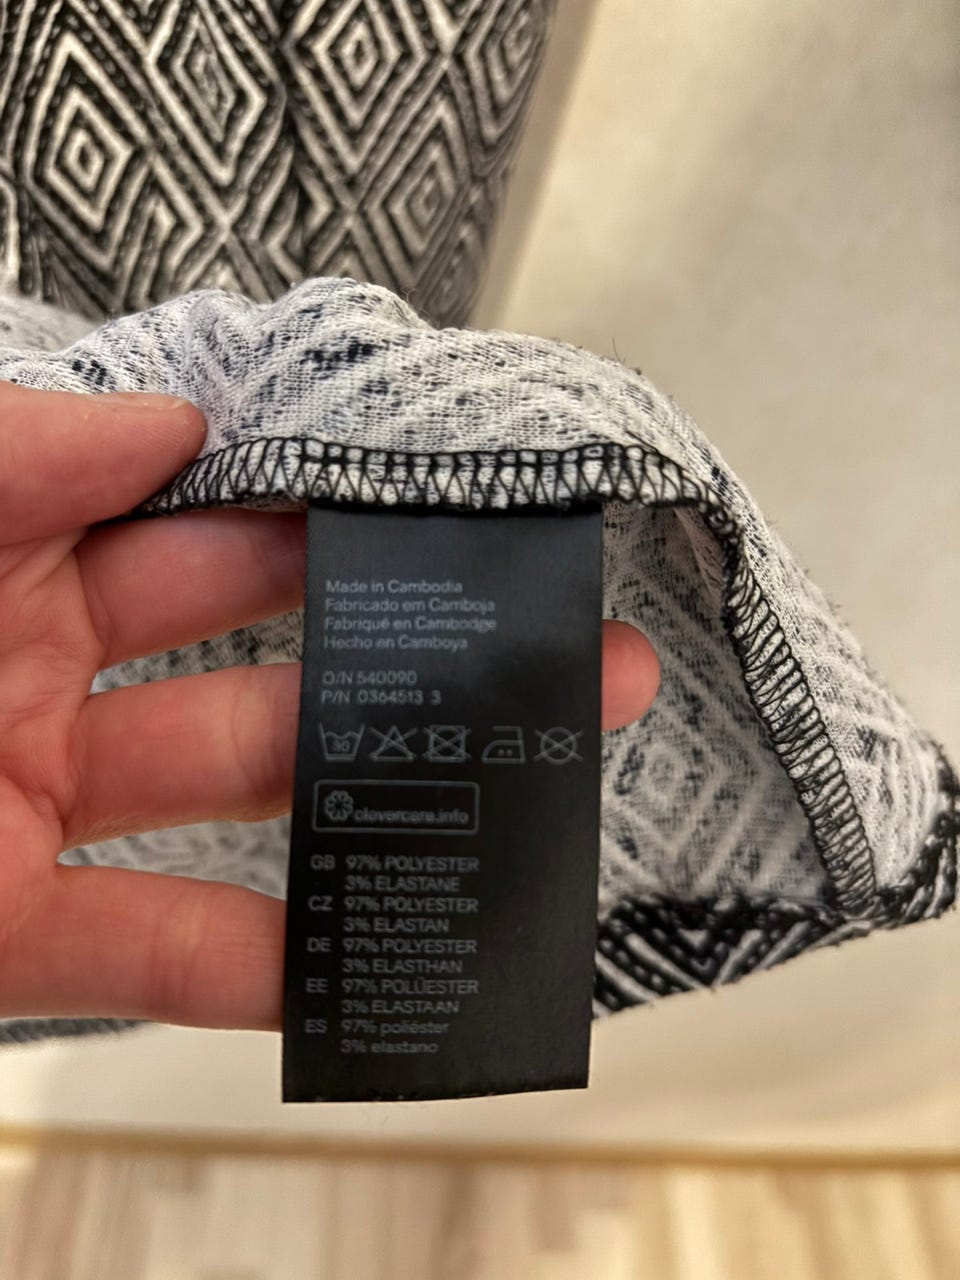 Made in Cambodia
Fabricado em Camboja
Fabriqué en Cambodge
Hecho en Camboya
O/N 540090
P/N 0364513 3
30
clevercare.info
GB 97% POLYESTER
3% ELASTANE
CZ 97% POLYESTER
3% ELASTAN
DE 97% POLYESTER
3% ELASTHAN
EE 97% POLÜESTER
3% ELASTAAN
ES 97% poliéster
3% elastano